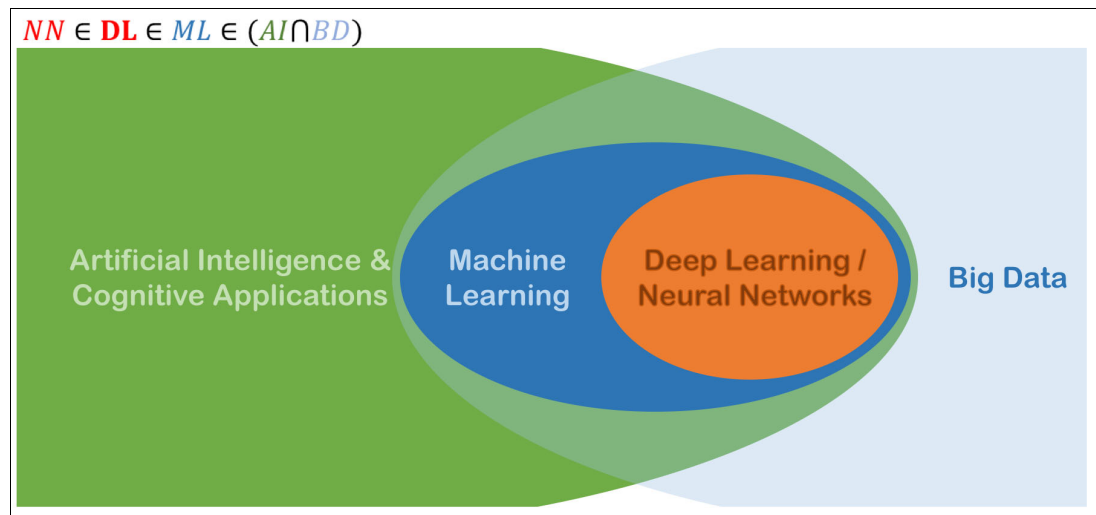 NN ∈ DL ∈ ML ∈ (AI⋂BD)
Artificial Intelligence &
Cognitive Applications
Machine
Learning
Deep Learning /
Neural Networks
Big Data